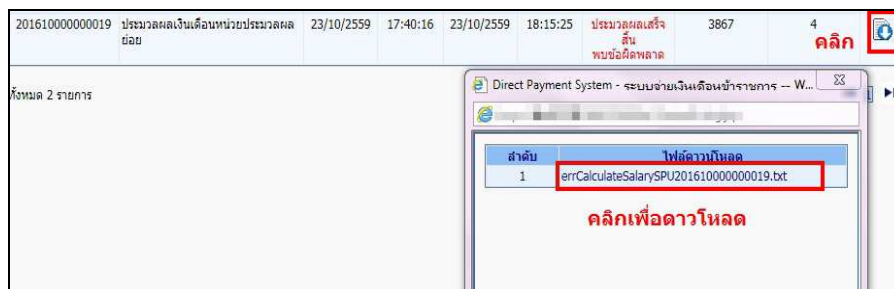 201610000000019 ประมวลผลเงินเดือนหน่วยประมวลผล 23/10/2559 17:40:16 23/10/2559 18:15:25 ประมวลผลเสร็จ 3867 4
ย่อย สิ้น
พบข้อผิดพลาด
คลิก
ทั้งหมด 2 รายการ
Direct Payment System - ระบบจ่ายเงินเดือนข้าราชการ -- W...
ลำดับ ไฟล์ดาวน์โหลด
1 errCalculateSalarySPU201610000000019.txt
คลิกเพื่อดาวโหลด